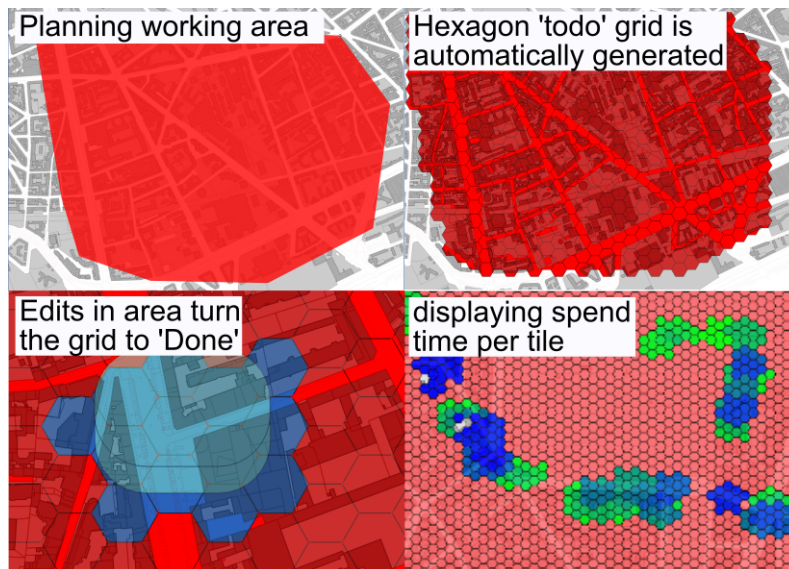 Planning working area
Hexagon 'todo' grid is
automatically generated
Edits in area turn
the grid to 'Done'
displaying spend
time per tile